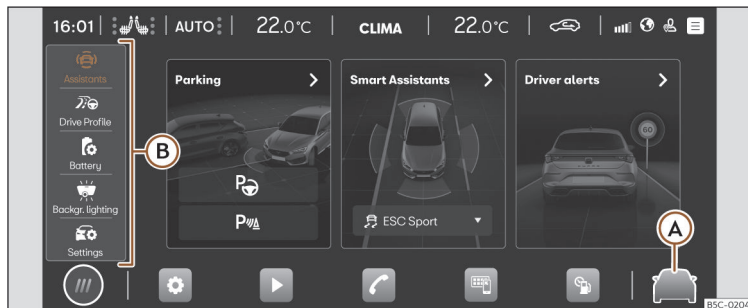 16:01 AUTO 22.0°C CLIMA 22.0°C
Assistants
Drive Profile
Battery
Backgr. lighting
Settings
B
Parking
P
P
Smart Assistants
ESC Sport
Driver alerts
60
A
B5C-0204